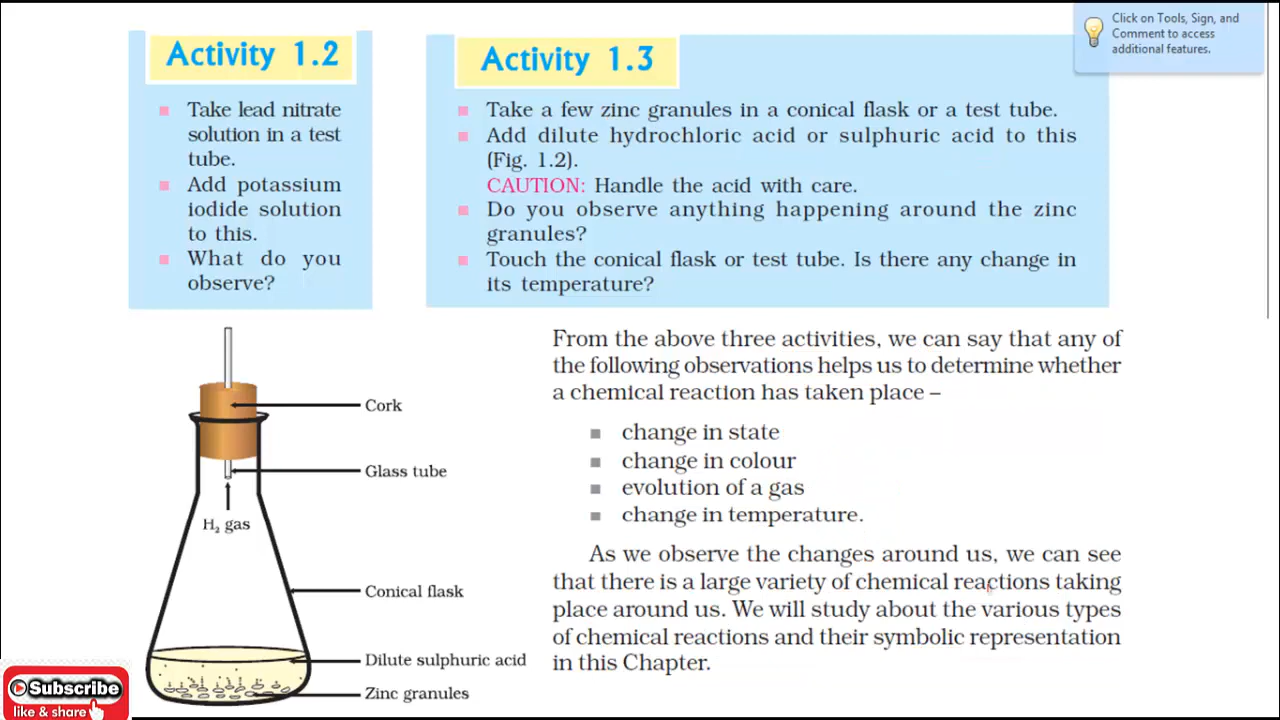 Click on Tools, Sign, and
Comment to access
additional features.
Activity 1.2
Take lead nitrate
solution in a test
tube.
Add potassium
iodide solution
to this.
What do you
observe?
Activity 1.3
Take a few zinc granules in a conical flask or a test tube.
Add dilute hydrochloric acid or sulphuric acid to this
(Fig. 1.2).
CAUTION: Handle the acid with care.
Do you observe anything happening around the zinc
granules?
Touch the conical flask or test tube. Is there any change in
its temperature?
Cork
Glass tube
H₂ gas
Conical flask
Dilute sulphuric acid
Zinc granules
From the above three activities, we can say that any of
the following observations helps us to determine whether
a chemical reaction has taken place –
change in state
change in colour
evolution of a gas
change in temperature.
As we observe the changes around us, we can see
that there is a large variety of chemical reactions taking
place around us. We will study about the various types
of chemical reactions and their symbolic representation
in this Chapter.
Subscribe
like & share